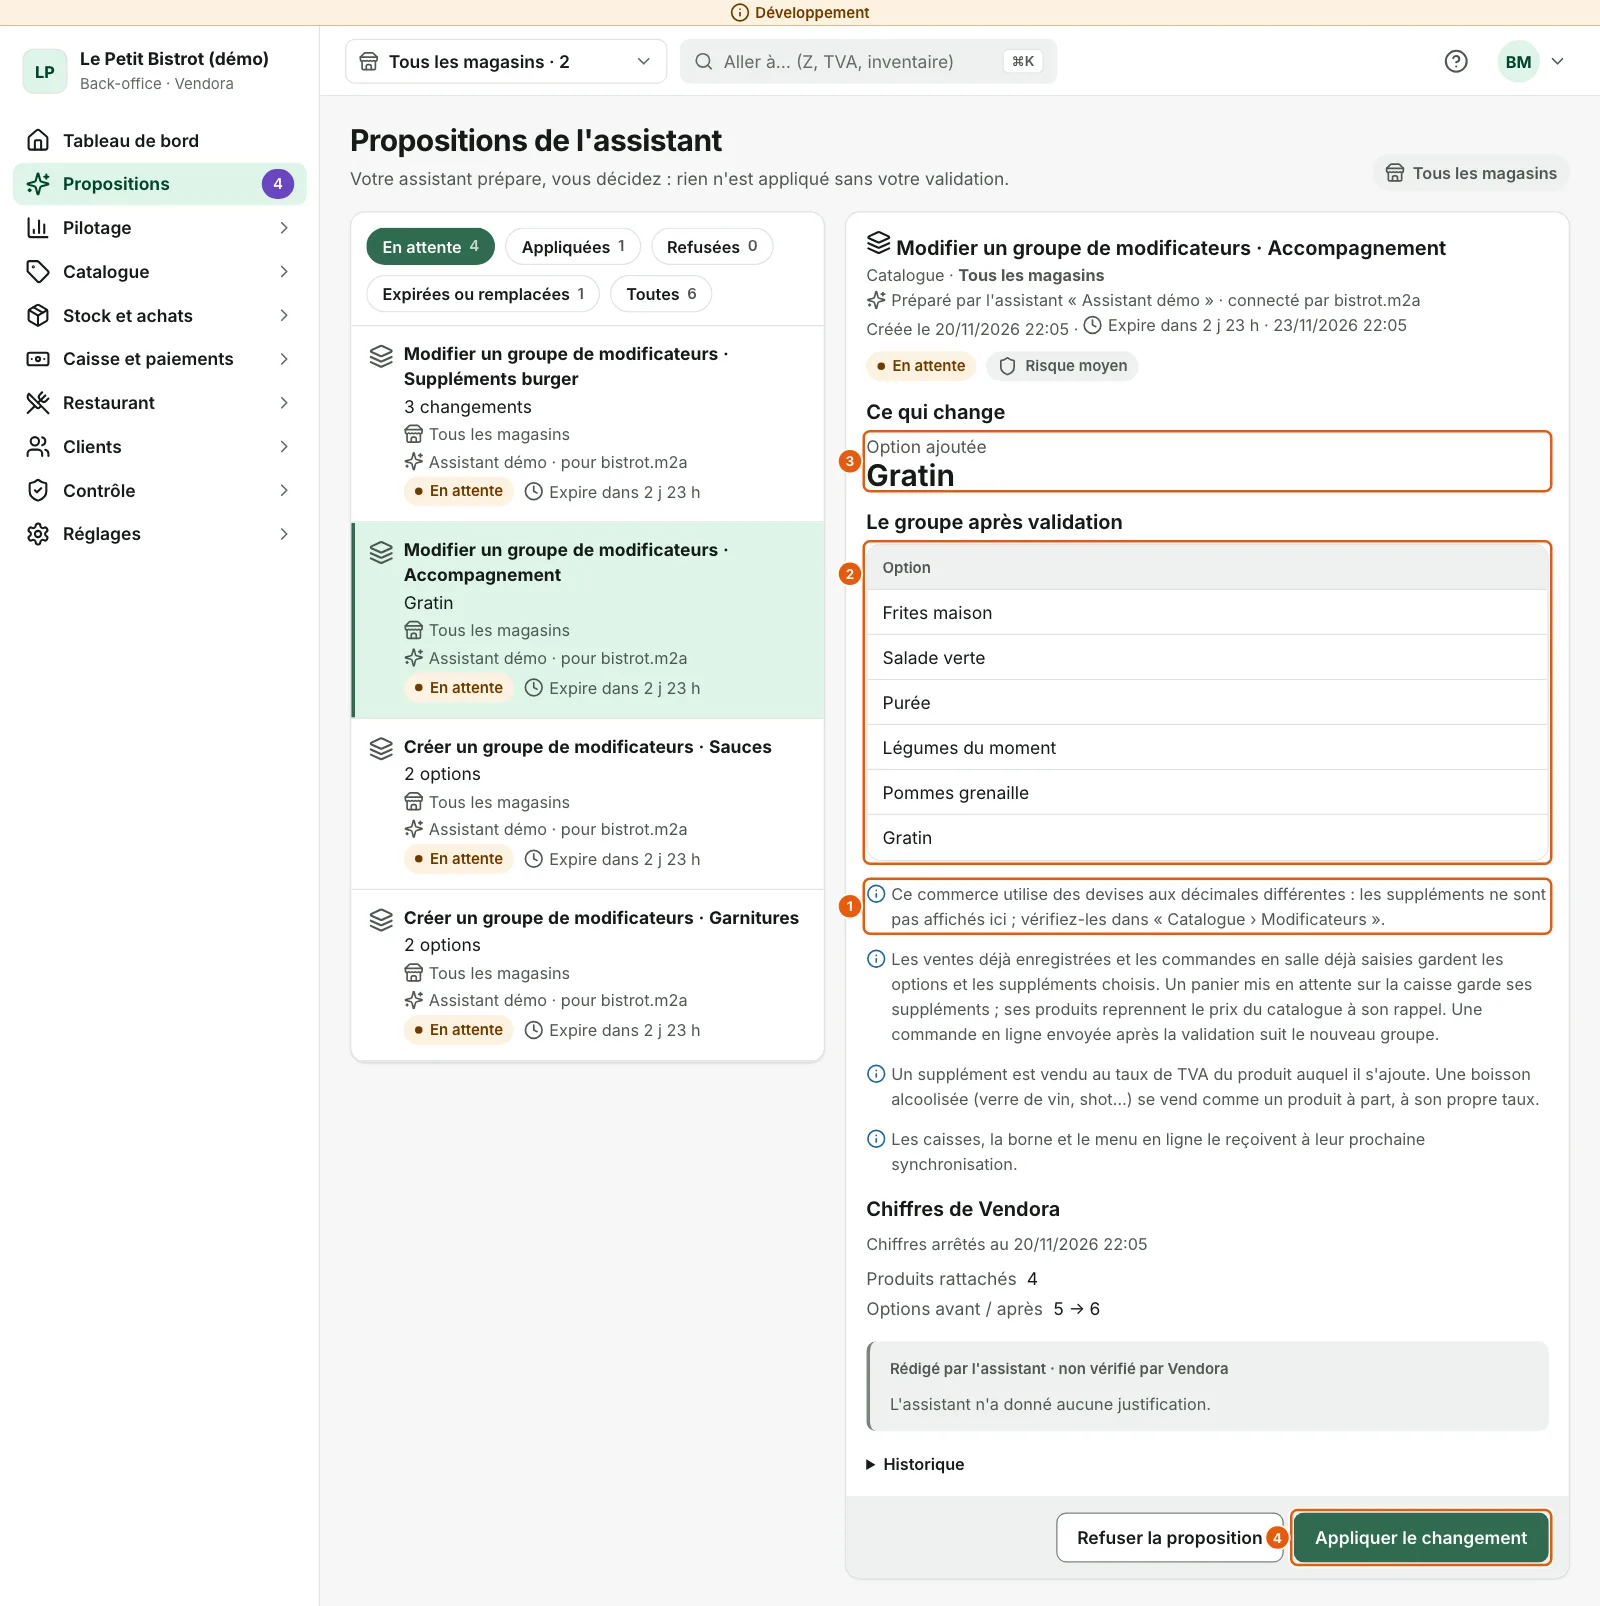 Développement
LP
Le Petit Bistrot (démo)
Back-office · Vendora
Tous les magasins · 2
Aller à... (Z, TVA, inventaire)
⌘K
BM
Tableau de bord
Propositions
4
Pilotage
Catalogue
Stock et achats
Caisse et paiements
Restaurant
Clients
Contrôle
Réglages
Propositions de l'assistant
Votre assistant prépare, vous décidez : rien n'est appliqué sans votre validation.
Tous les magasins
En attente 4
Appliquées 1
Refusées 0
Expirées ou remplacées 1
Toutes 6
Modifier un groupe de modificateurs ·
Suppléments burger
3 changements
Tous les magasins
Assistant démo · pour bistrot.m2a
En attente
Expire dans 2 j 23 h
Modifier un groupe de modificateurs ·
Accompagnement
Gratin
Tous les magasins
Assistant démo · pour bistrot.m2a
En attente
Expire dans 2 j 23 h
Créer un groupe de modificateurs · Sauces
2 options
Tous les magasins
Assistant démo · pour bistrot.m2a
En attente
Expire dans 2 j 23 h
Créer un groupe de modificateurs · Garnitures
2 options
Tous les magasins
Assistant démo · pour bistrot.m2a
En attente
Expire dans 2 j 23 h
Modifier un groupe de modificateurs · Accompagnement
Catalogue · Tous les magasins
Préparé par l'assistant « Assistant démo » · connecté par bistrot.m2a
Créée le 20/11/2026 22:05 · Expire dans 2 j 23 h · 23/11/2026 22:05
En attente
Risque moyen
Ce qui change
3
Option ajoutée
Gratin
Le groupe après validation
2
Option
Frites maison
Salade verte
Purée
Légumes du moment
Pommes grenaille
Gratin
1
Ce commerce utilise des devises aux décimales différentes : les suppléments ne sont
pas affichés ici ; vérifiez-les dans « Catalogue › Modificateurs ».
Les ventes déjà enregistrées et les commandes en salle déjà saisies gardent les
options et les suppléments choisis. Un panier mis en attente sur la caisse garde ses
suppléments ; ses produits reprennent le prix du catalogue à son rappel. Une
commande en ligne envoyée après la validation suit le nouveau groupe.
Un supplément est vendu au taux de TVA du produit auquel il s'ajoute. Une boisson
alcoolisée (verre de vin, shot...) se vend comme un produit à part, à son propre taux.
Les caisses, la borne et le menu en ligne le reçoivent à leur prochaine
synchronisation.
Chiffres de Vendora
Chiffres arrêtés au 20/11/2026 22:05
Produits rattachés 4
Options avant / après 5 → 6
Rédigé par l'assistant · non vérifié par Vendora
L'assistant n'a donné aucune justification.
Historique
Refuser la proposition
4
Appliquer le changement